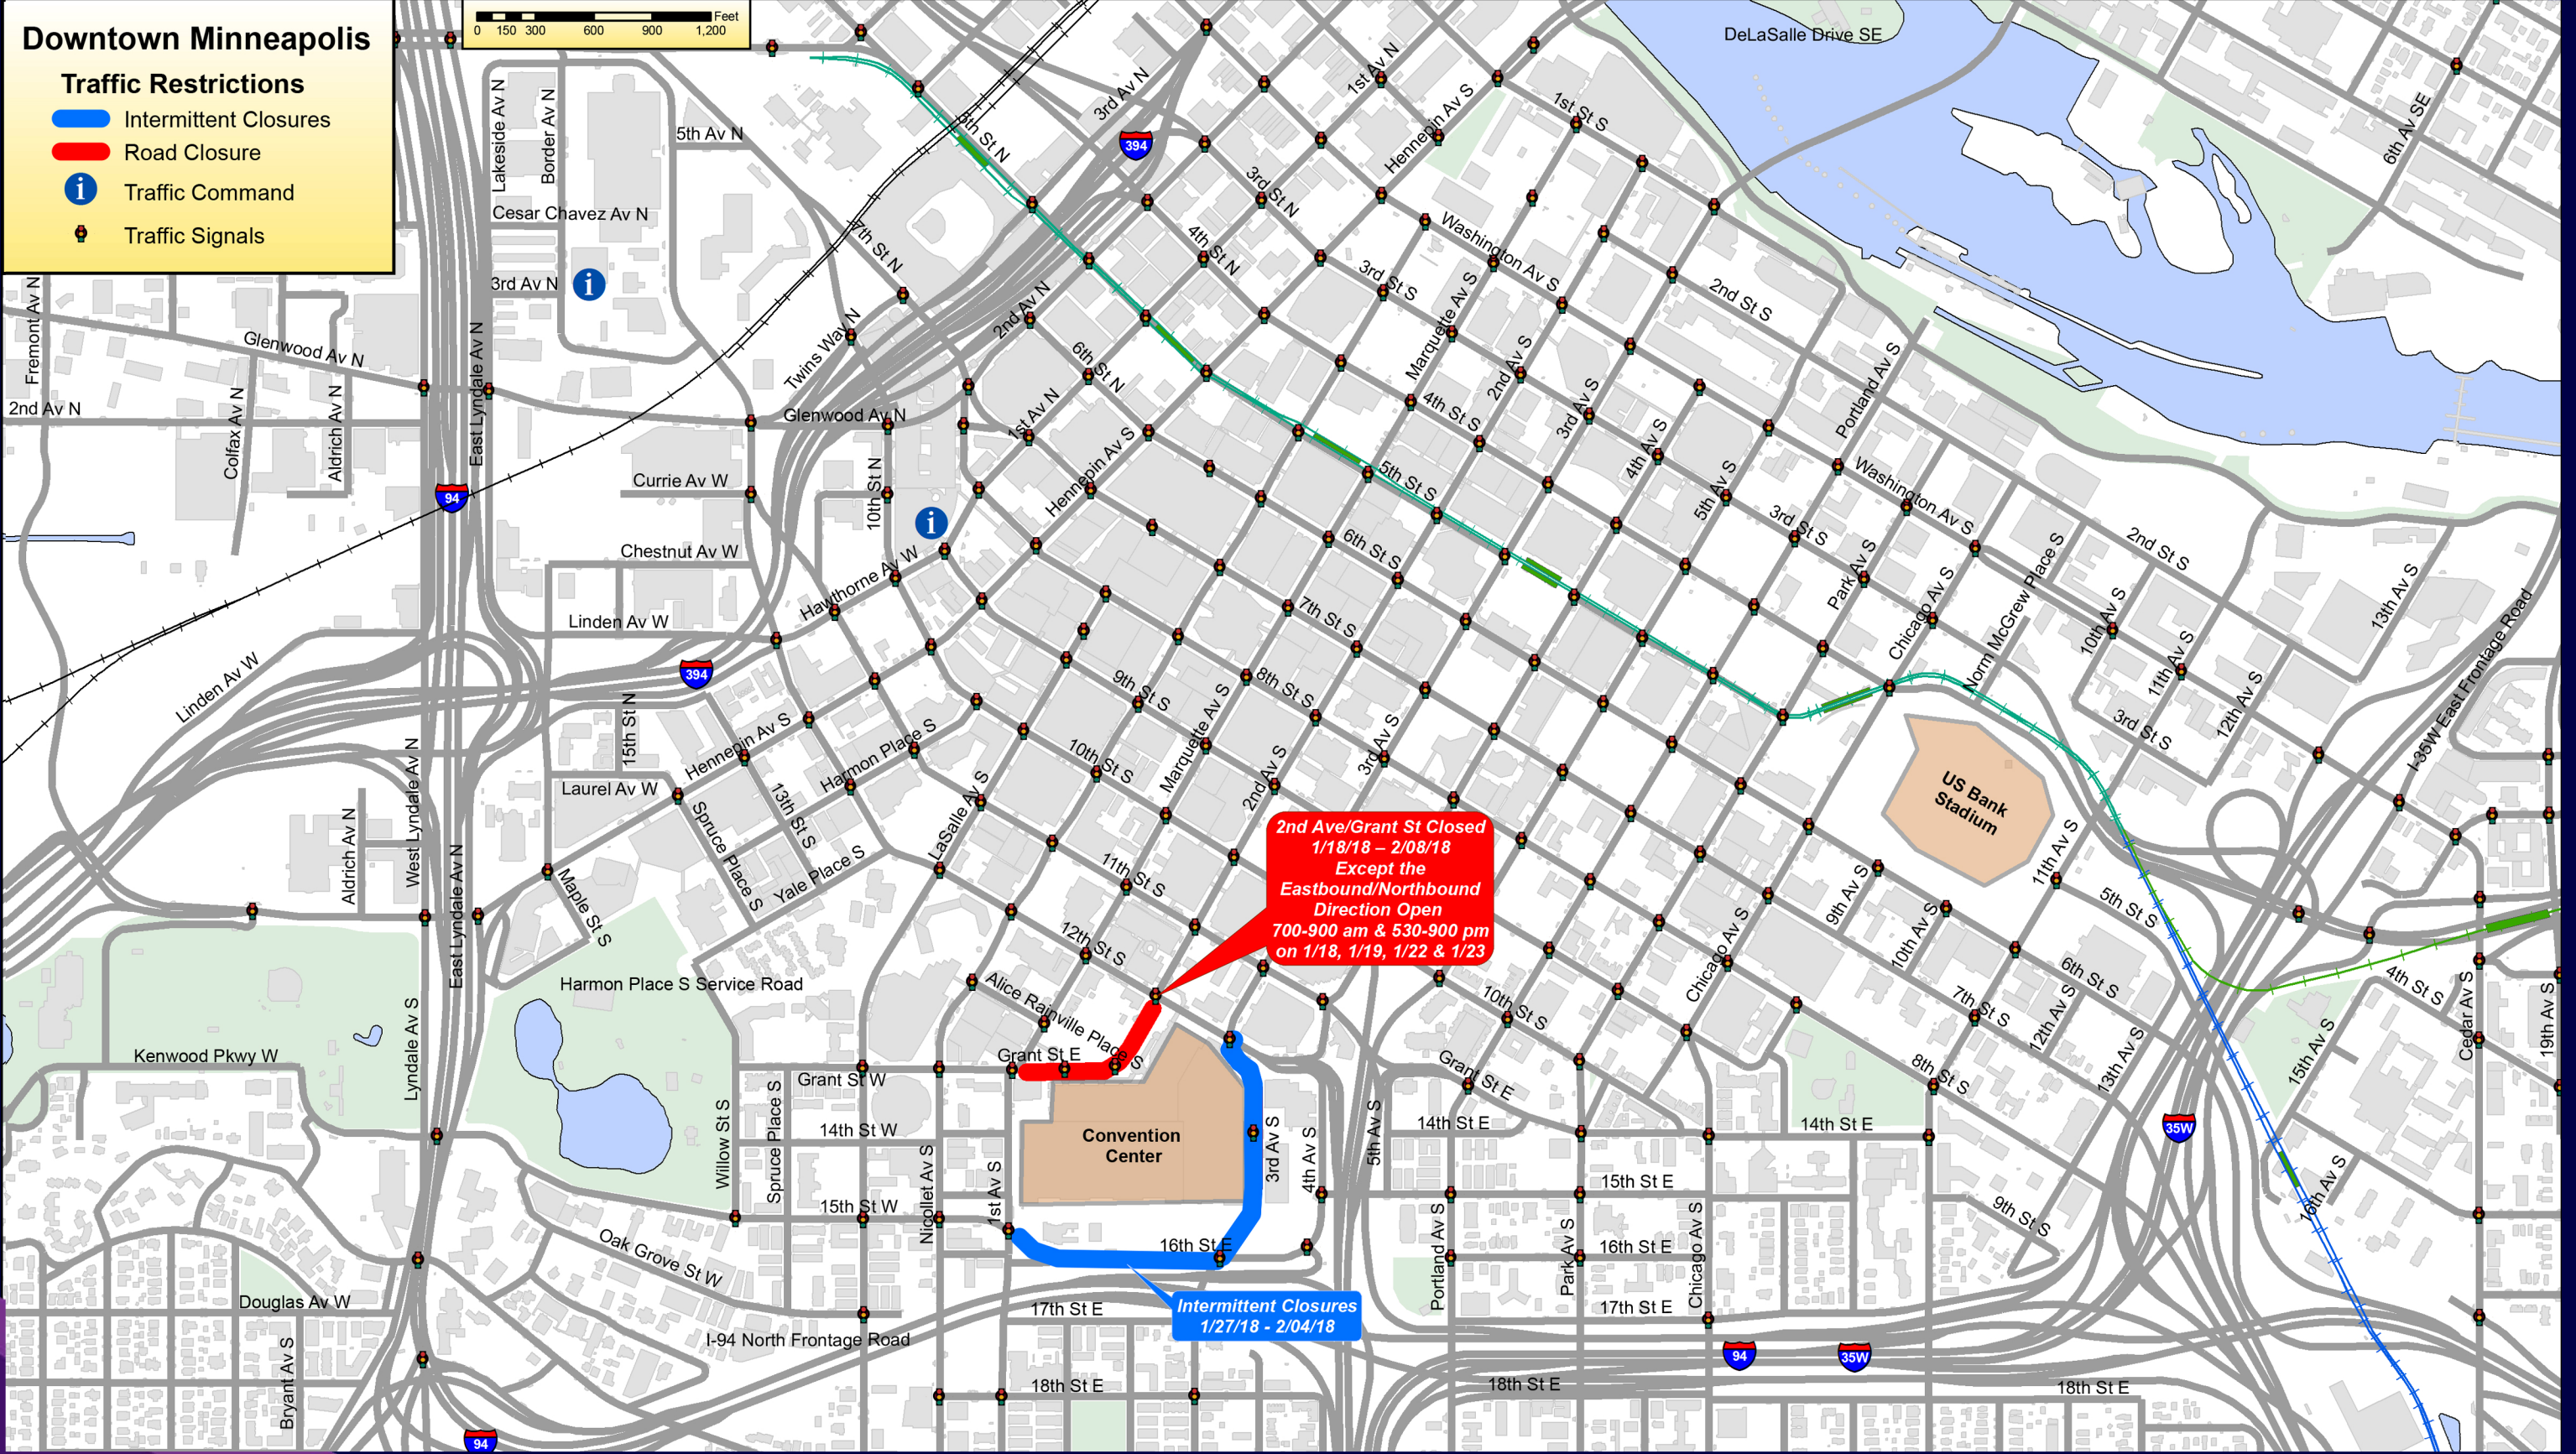 Downtown Minneapolis
Traffic Restrictions
Intermittent Closures
Road Closure
i
Traffic Command
Traffic Signals
Feet
0 150 300 600 900 1,200
DeLaSalle Drive SE
6th Av SE
1st Av N
Hennepin Av S
1st St S
3rd Av N
394
5th St N
5th Av N
Lakeside Av N
Border Av N
Cesar Chavez Av N
3rd Av N
i
7th St N
Twins Way N
3rd St N
4th St N
2nd Av N
6th St N
1st Av N
Hennepin Av S
Washington Av S
3rd St S
Marquette Av S
2nd St S
2nd Av S
4th St S
3rd Av S
4th Av S
5th Av S
Portland Av S
Washington Av S
5th St S
3rd St S
6th St S
Park Av S
Chicago Av S
Norm McGrew Place S
2nd St S
10th Av S
11th Av S
12th Av S
13th Av S
3rd St S
I-35W East Frontage Road
Fremont Av N
Glenwood Av N
2nd Av N
Colfax Av N
Aldrich Av N
East Lyndale Av N
94
Glenwood Av N
Currie Av W
10th St N
i
Chestnut Av W
Hawthorne Av W
Linden Av W
Linden Av W
394
15th St N
Hennepin Av S
Harmon Place S
Laurel Av W
13th St S
Spruce Place S
Yale Place S
LaSalle Av S
7th St S
8th St S
9th St S
10th St S
Marquette Av S
2nd Av S
3rd Av S
11th St S
12th St S
US Bank
Stadium
2nd Ave/Grant St Closed
1/18/18 – 2/08/18
Except the
Eastbound/Northbound
Direction Open
700-900 am & 530-900 pm
on 1/18, 1/19, 1/22 & 1/23
West Lyndale Av N
Aldrich Av N
East Lyndale Av N
Maple St S
Harmon Place S Service Road
Alice Rainville Place S
Grant St E
Grant St W
Kenwood Pkwy W
Lyndale Av S
Willow St S
Spruce Place S
14th St W
15th St W
Nicollet Av S
1st Av S
Convention
Center
3rd Av S
4th Av S
5th Av S
16th St E
Intermittent Closures
1/27/18 - 2/04/18
17th St E
18th St E
Oak Grove St W
I-94 North Frontage Road
Douglas Av W
Bryant Av S
94
11th Av S
9th Av S
10th Av S
Chicago Av S
5th St S
6th St S
7th St S
12th Av S
13th Av S
8th St S
10th St S
Grant St E
14th St E
14th St E
15th St E
16th St E
17th St E
Portland Av S
Park Av S
Chicago Av S
9th St S
35W
15th Av S
16th Av S
4th St S
Cedar Av S
19th Av S
94
35W
18th St E
18th St E